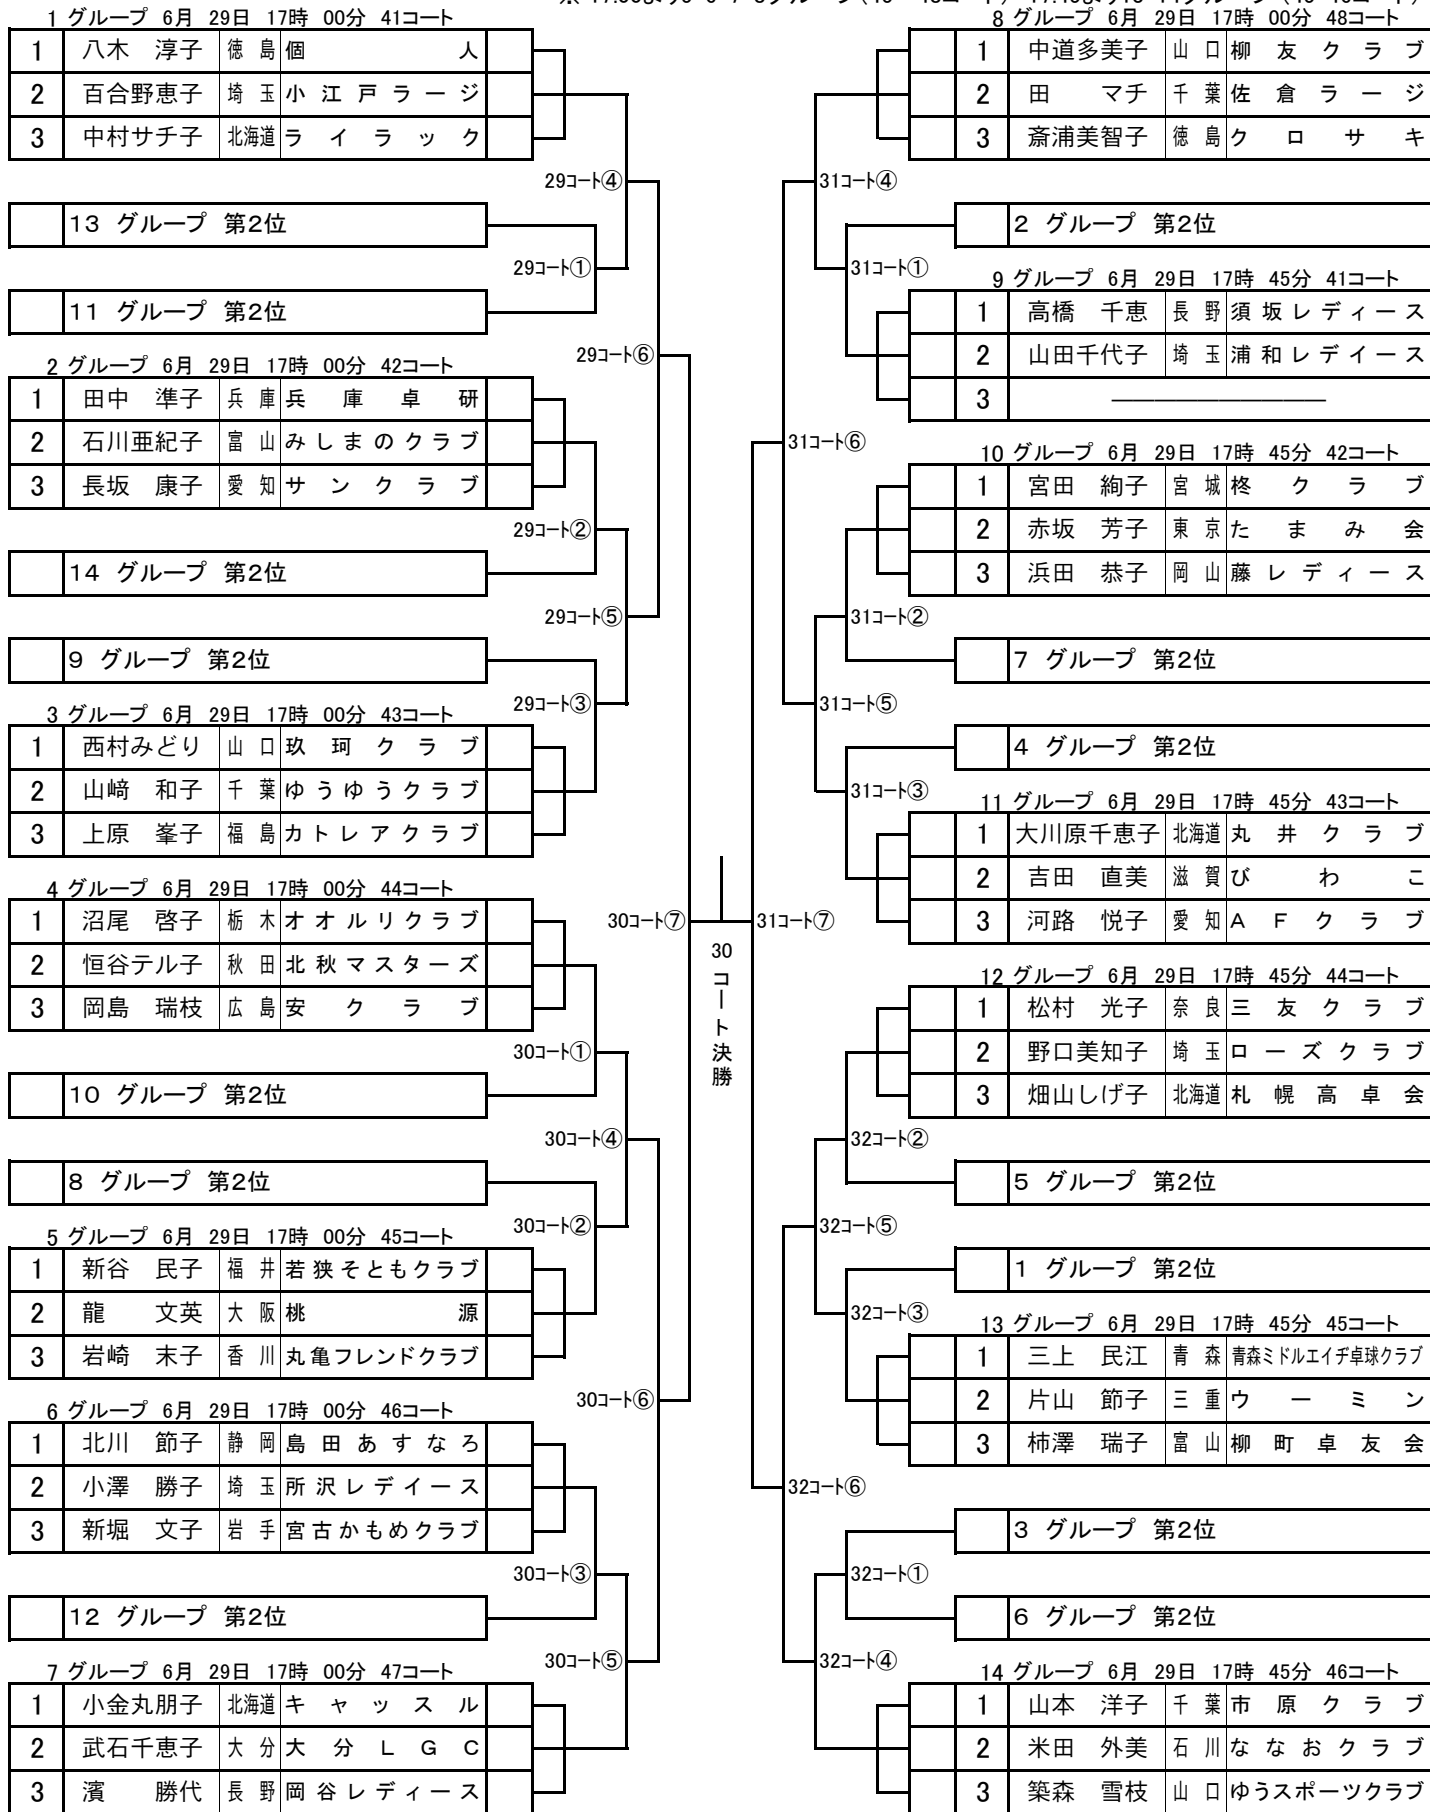 1 グループ 6月 29日 17時 00分 41コート
1 八木 淳子 徳島 個人
2 百合野恵子 埼玉 小江戸ラージ
3 中村サチ子 北海道 ライラック
29コート④
13 グループ 第2位
29コート①
11 グループ 第2位
29コート⑥
2 グループ 6月 29日 17時 00分 42コート
1 田中 準子 兵庫 兵庫卓研
2 石川亜紀子 富山 みしまのクラブ
3 長坂 康子 愛知 サンクラブ
29コート②
14 グループ 第2位
29コート⑤
9 グループ 第2位
29コート③
3 グループ 6月 29日 17時 00分 43コート
1 西村みどり 山口 玖珂クラブ
2 山﨑 和子 千葉 ゆうゆうクラブ
3 上原 峯子 福島 カトレアクラブ
4 グループ 6月 29日 17時 00分 44コート
1 沼尾 啓子 栃木 オオルリクラブ
2 恒谷テル子 秋田 北秋マスターズ
3 岡島 瑞枝 広島 安クラブ
30コート⑦
30コート①
10 グループ 第2位
30コート④
8 グループ 第2位
30コート②
5 グループ 6月 29日 17時 00分 45コート
1 新谷 民子 福井 若狭そともクラブ
2 龍 文英 大阪 桃源
3 岩崎 末子 香川 丸亀フレンドクラブ
30コート⑥
6 グループ 6月 29日 17時 00分 46コート
1 北川 節子 静岡 島田あすなろ
2 小澤 勝子 埼玉 所沢レデイース
3 新堀 文子 岩手 宮古かもめクラブ
30コート③
12 グループ 第2位
30コート⑤
7 グループ 6月 29日 17時 00分 47コート
1 小金丸朋子 北海道 キャッスル
2 武石千恵子 大分 大分LGC
3 濱 勝代 長野 岡谷レディース
30コート決勝
8 グループ 6月 29日 17時 00分 48コート
1 中道多美子 山口 柳友クラブ
2 田 マチ 千葉 佐倉ラージ
3 斎浦美智子 徳島 クロサキ
31コート④
2 グループ 第2位
31コート①
9 グループ 6月 29日 17時 45分 41コート
1 高橋 千恵 長野 須坂レディース
2 山田千代子 埼玉 浦和レデイース
3 ――――――――――
31コート⑥
10 グループ 6月 29日 17時 45分 42コート
1 宮田 絢子 宮城 柊クラブ
2 赤坂 芳子 東京 たまみ会
3 浜田 恭子 岡山 藤レディース
31コート②
7 グループ 第2位
31コート⑤
4 グループ 第2位
31コート③
11 グループ 6月 29日 17時 45分 43コート
1 大川原千恵子 北海道 丸井クラブ
2 吉田 直美 滋賀 びわこ
3 河路 悦子 愛知 AFクラブ
31コート⑦
12 グループ 6月 29日 17時 45分 44コート
1 松村 光子 奈良 三友クラブ
2 野口美知子 埼玉 ローズクラブ
3 畑山しげ子 北海道 札幌高卓会
32コート②
5 グループ 第2位
32コート⑤
1 グループ 第2位
32コート③
13 グループ 6月 29日 17時 45分 45コート
1 三上 民江 青森 青森ミドルエイヂ卓球クラブ
2 片山 節子 三重 ウーミン
3 柿澤 瑞子 富山 柳町卓友会
32コート⑥
3 グループ 第2位
32コート①
6 グループ 第2位
32コート④
14 グループ 6月 29日 17時 45分 46コート
1 山本 洋子 千葉 市原クラブ
2 米田 外美 石川 ななおクラブ
3 築森 雪枝 山口 ゆうスポーツクラブ